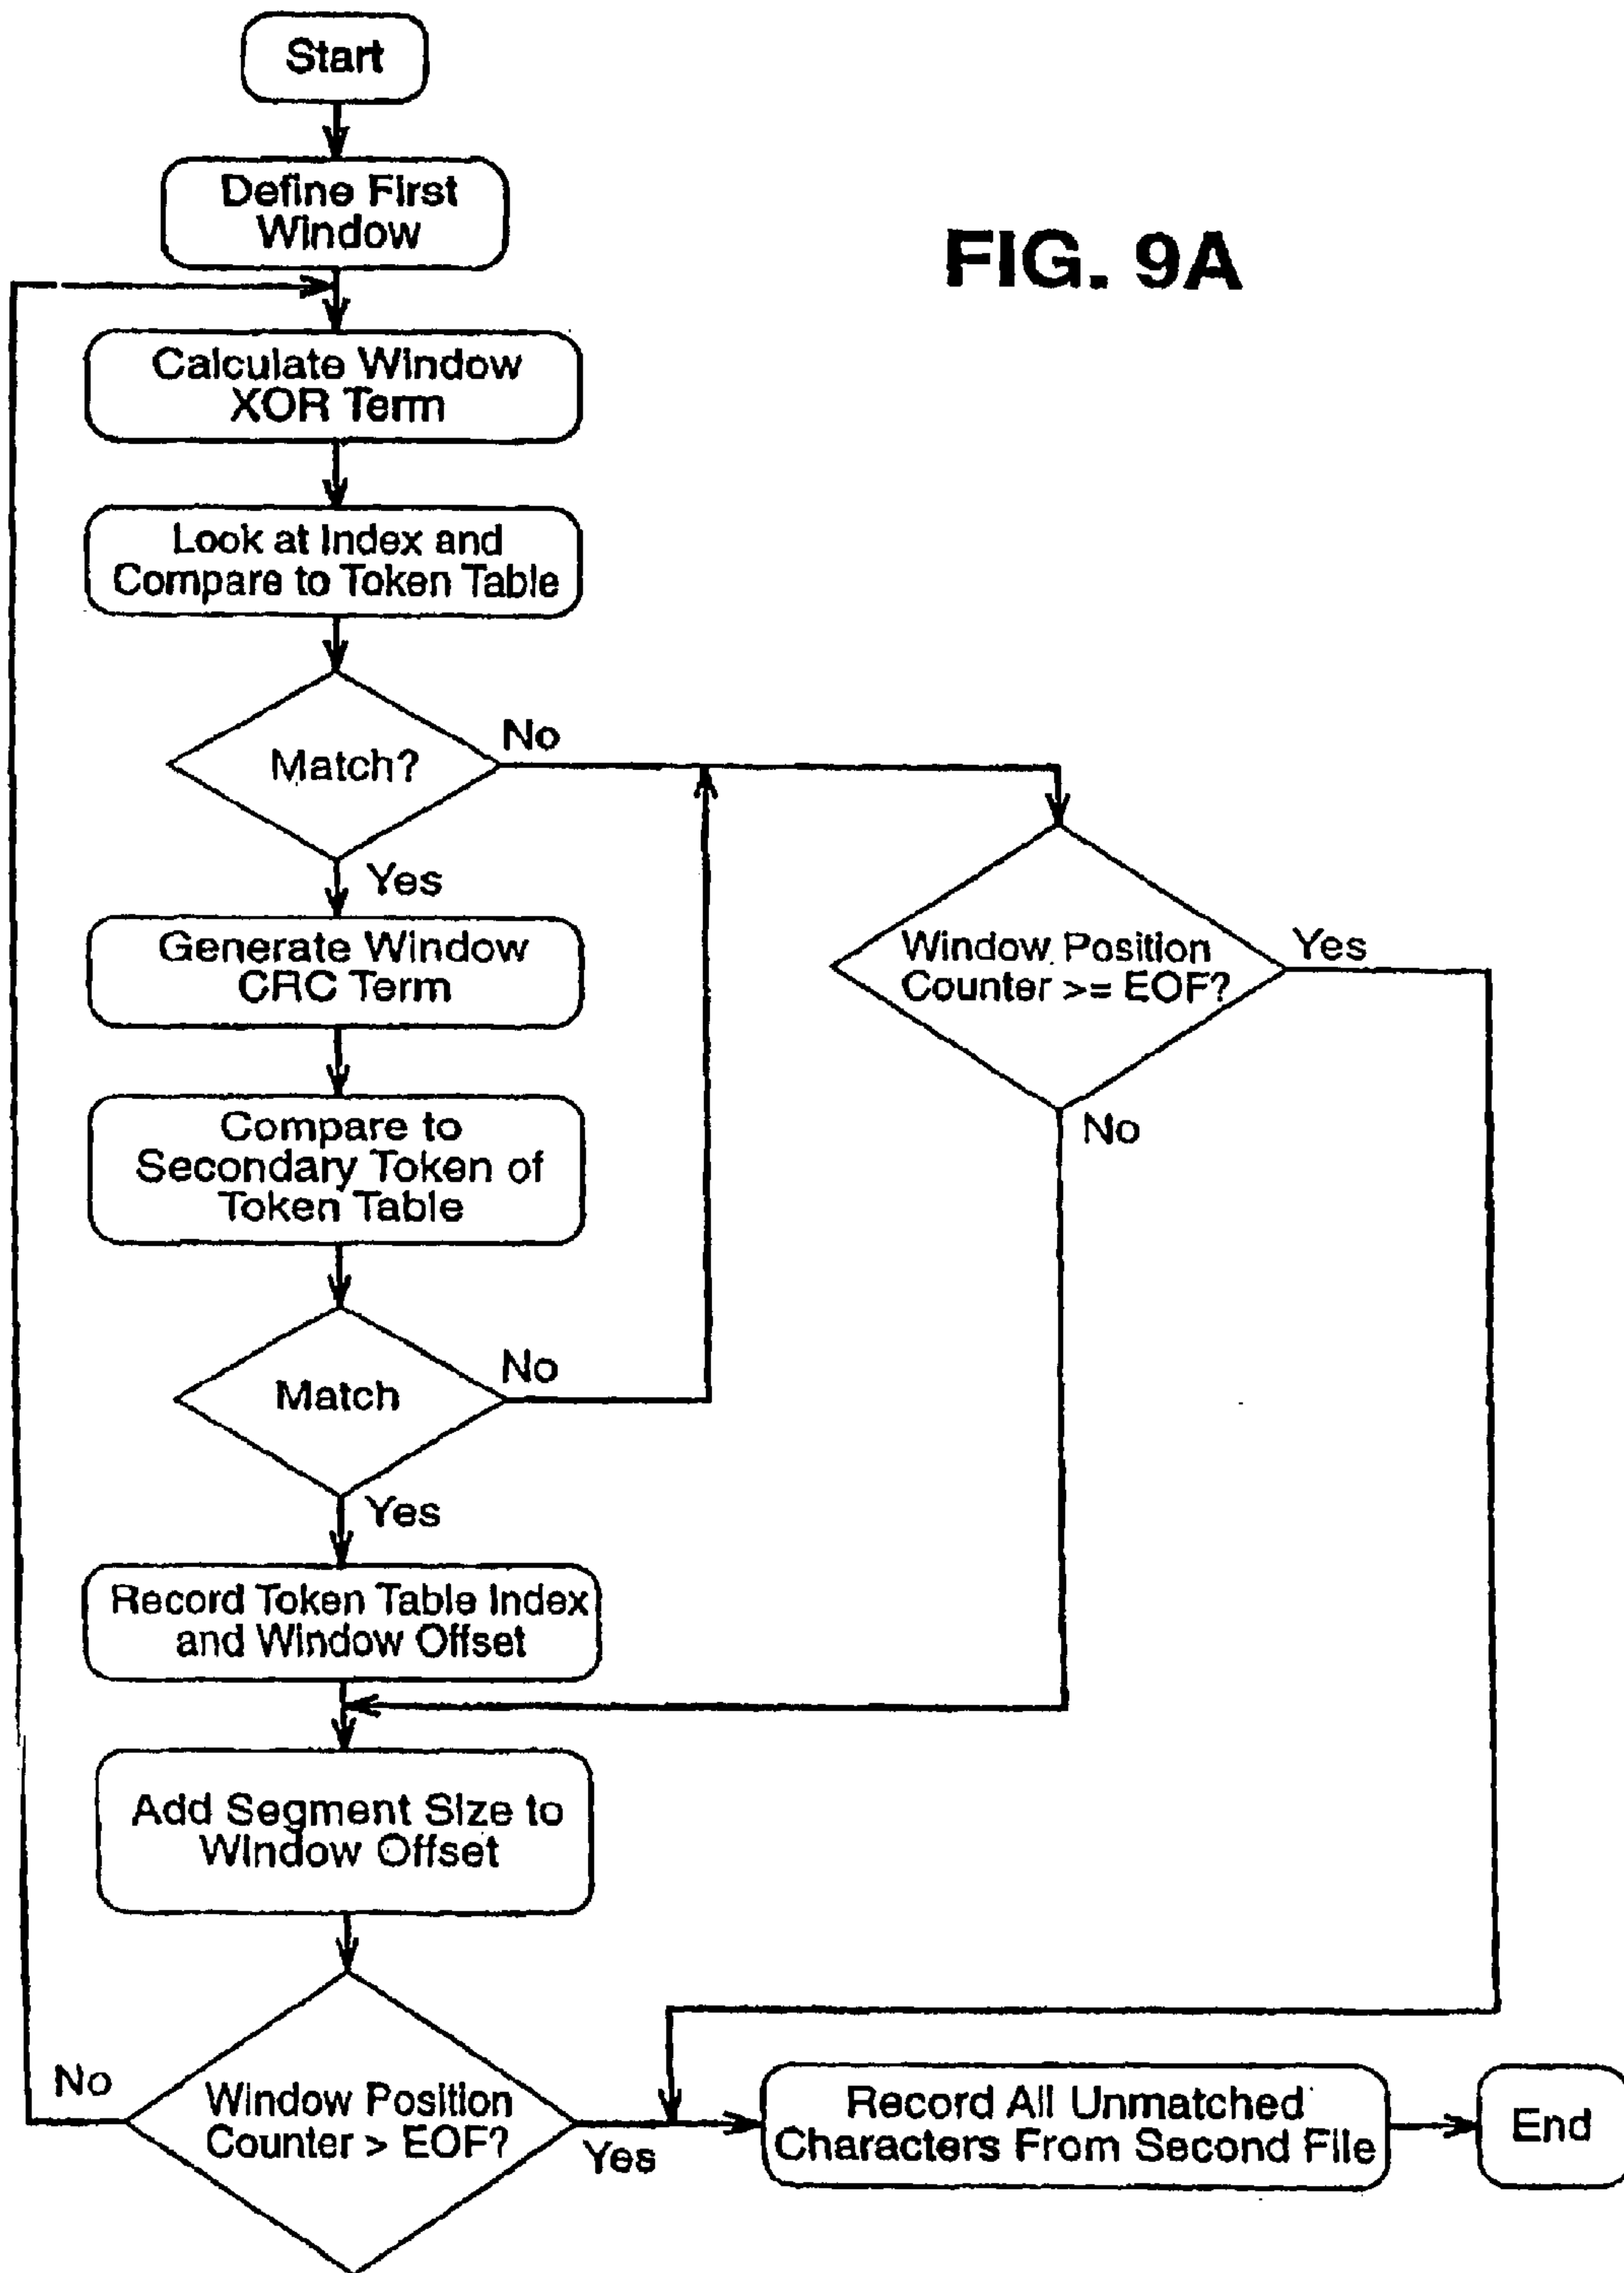 Start
Define First
Window
FIG. 9A
Calculate Window
XOR Term
Look at Index and
Compare to Token Table
Match?
No
Yes
Generate Window
CRC Term
Window Position
Counter >= EOF?
Yes
No
Compare to
Secondary Token of
Token Table
Match
No
Yes
Record Token Table Index
and Window Offset
Add Segment Size to
Window Offset
No
Window Position
Counter > EOF?
Yes
Record All Unmatched
Characters From Second File
End